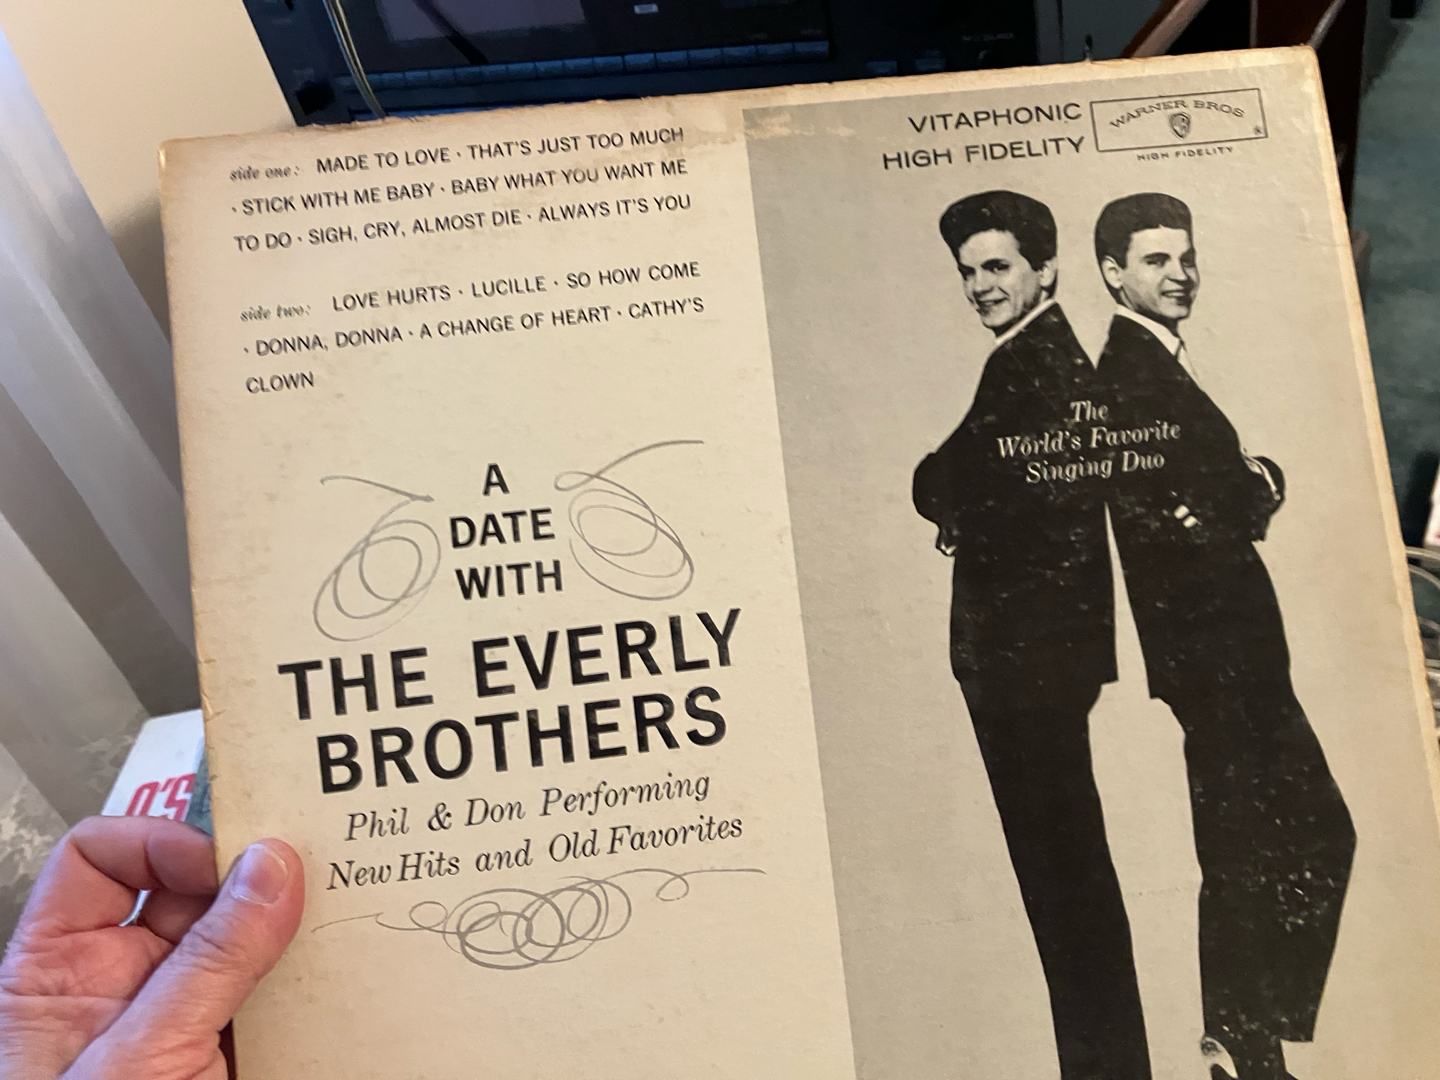 side one: MADE TO LOVE · THAT'S JUST TOO MUCH
· STICK WITH ME BABY · BABY WHAT YOU WANT ME
TO DO · SIGH, CRY, ALMOST DIE · ALWAYS IT'S YOU
side two: LOVE HURTS · LUCILLE · SO HOW COME
· DONNA, DONNA · A CHANGE OF HEART · CATHY'S
CLOWN
A
DATE
WITH
THE EVERLY
BROTHERS
Phil & Don Performing
New Hits and Old Favorites
VITAPHONIC
HIGH FIDELITY
WARNER BROS
WB
®
HIGH FIDELITY
The
World's Favorite
Singing Duo
O'S